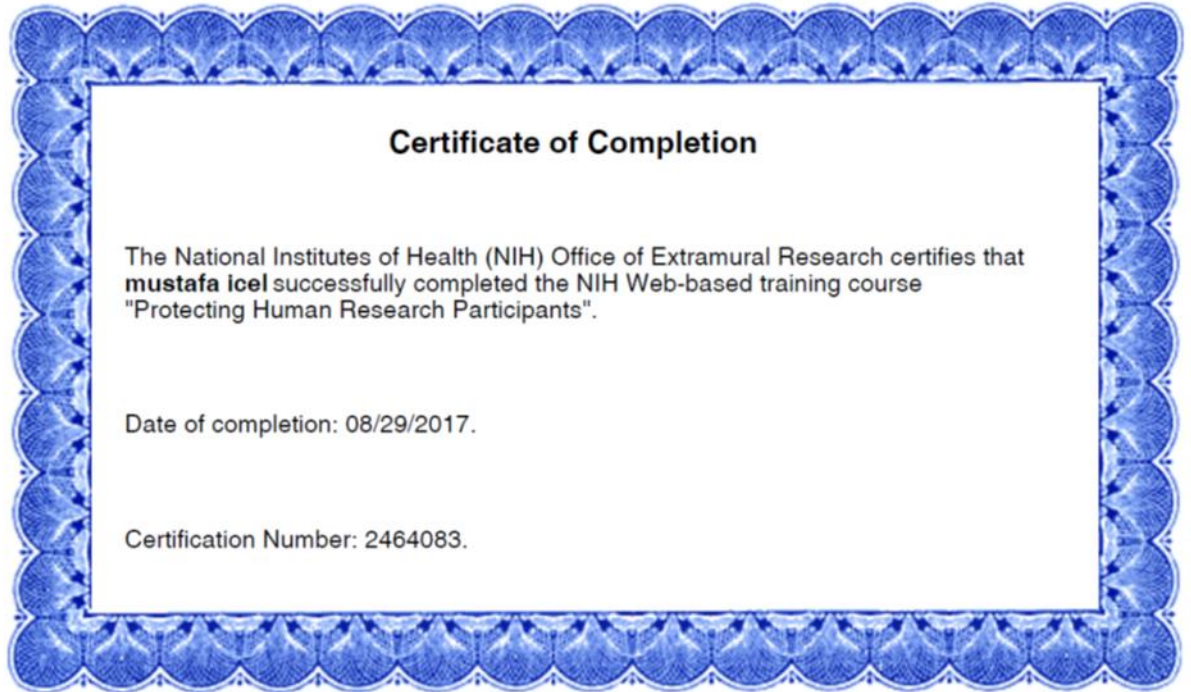 Certificate of Completion
The National Institutes of Health (NIH) Office of Extramural Research certifies that
mustafa icel successfully completed the NIH Web-based training course
"Protecting Human Research Participants".
Date of completion: 08/29/2017.
Certification Number: 2464083.